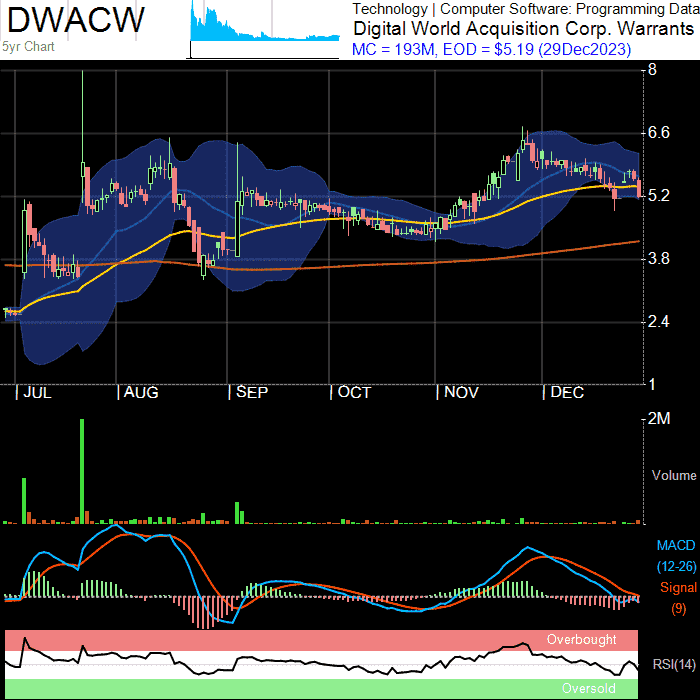 DWACW
5yr Chart
Technology | Computer Software: Programming Data
Digital World Acquisition Corp. Warrants
MC = 193M, EOD = $5.19 (29Dec2023)
8
6.6
5.2
3.8
2.4
1
JUL AUG SEP OCT NOV DEC
2M
Volume
MACD
(12-26)
Signal
(9)
Overbought
RSI(14)
Oversold